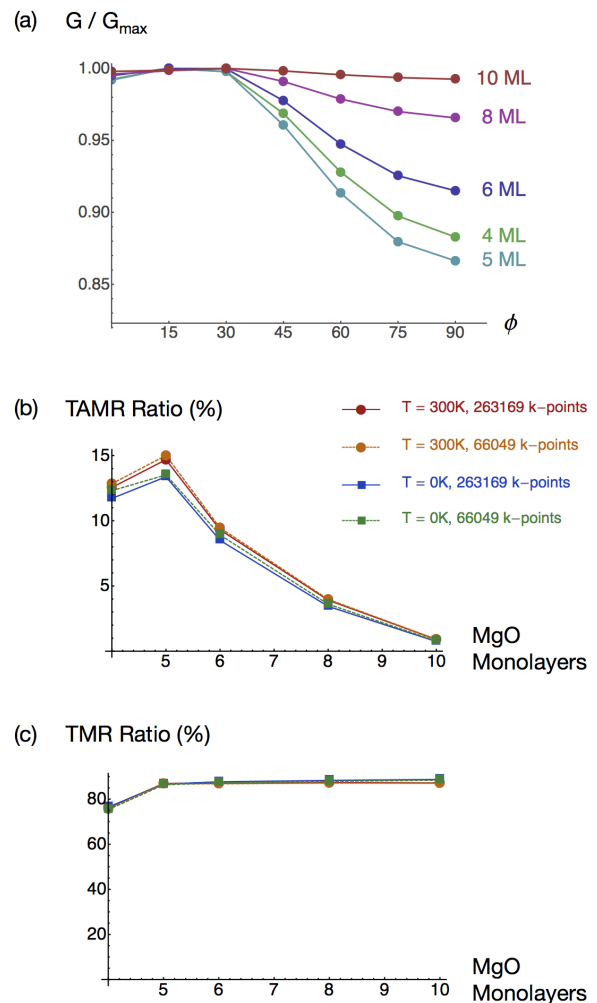 (a) G / Gmax
1.00
0.95
0.90
0.85
10 ML
8 ML
6 ML
4 ML
5 ML
15 30 45 60 75 90 ϕ
(b) TAMR Ratio (%)
T = 300K, 263169 k−points
T = 300K, 66049 k−points
T = 0K, 263169 k−points
T = 0K, 66049 k−points
15
10
5
5 6 7 8 9 10
MgO
Monolayers
(c) TMR Ratio (%)
80
60
40
20
5 6 7 8 9 10
MgO
Monolayers